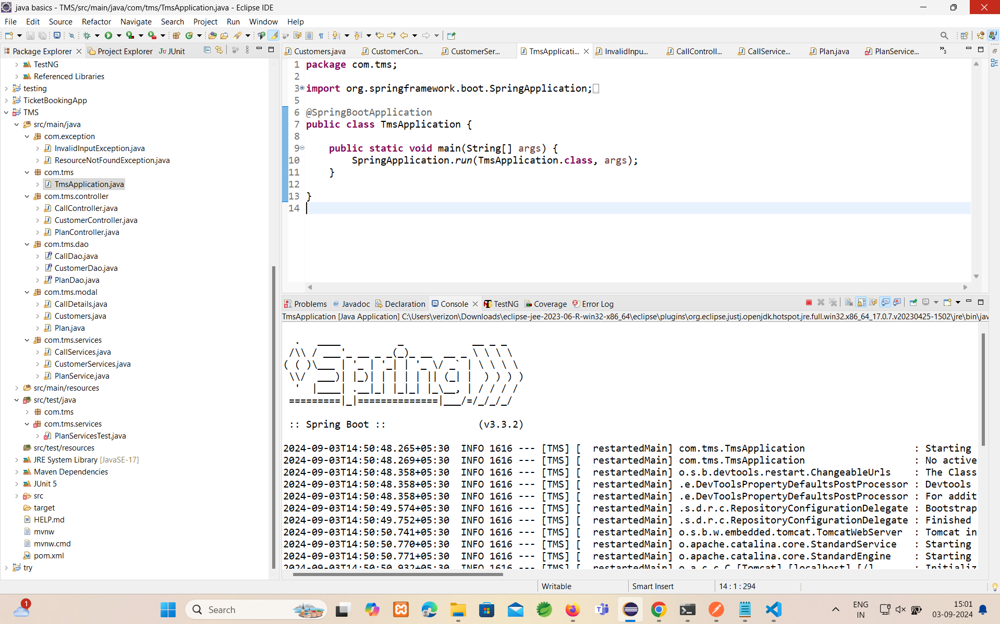 java basics - TMS/src/main/java/com/tms/TmsApplication.java - Eclipse IDE
File Edit Source Refactor Navigate Search Project Run Window Help
Package Explorer Project Explorer JUnit
TestNG
Referenced Libraries
testing
TicketBookingApp
TMS
src/main/java
com.exception
InvalidInputException.java
ResourceNotFoundException.java
com.tms
TmsApplication.java
com.tms.controller
CallController.java
CustomerController.java
PlanController.java
com.tms.dao
CallDao.java
CustomerDao.java
PlanDao.java
com.tms.modal
CallDetails.java
Customers.java
Plan.java
com.tms.services
CallServices.java
CustomerServices.java
PlanService.java
src/main/resources
src/test/java
com.tms
com.tms.services
PlanServicesTest.java
src/test/resources
JRE System Library [JavaSE-17]
Maven Dependencies
JUnit 5
src
target
HELP.md
mvnw
mvnw.cmd
pom.xml
try
Customers.java CustomerCon... CustomerSer... TmsApplicati... InvalidInpu... CallControll... CallService... Plan.java PlanService... »3
1 package com.tms;
2
3 import org.springframework.boot.SpringApplication;
5
6 @SpringBootApplication
7 public class TmsApplication {
8
9 public static void main(String[] args) {
10 SpringApplication.run(TmsApplication.class, args);
11 }
12
13 }
14
Problems Javadoc Declaration Console TestNG Coverage Error Log
TmsApplication [Java Application] C:\Users\verizon\Downloads\eclipse-jee-2023-06-R-win32-x86_64\eclipse\plugins\org.eclipse.justj.openjdk.hotspot.jre.full.win32.x86_64_17.0.7.v20230425-1502\jre\bin\jav
Spring
:: Spring Boot :: (v3.3.2)
2024-09-03T14:50:48.265+05:30 INFO 1616 --- [TMS] [ restartedMain] com.tms.TmsApplication : Starting
2024-09-03T14:50:48.269+05:30 INFO 1616 --- [TMS] [ restartedMain] com.tms.TmsApplication : No active
2024-09-03T14:50:48.358+05:30 INFO 1616 --- [TMS] [ restartedMain] o.s.b.devtools.restart.ChangeableUrls : The Class
2024-09-03T14:50:48.358+05:30 INFO 1616 --- [TMS] [ restartedMain] .e.DevToolsPropertyDefaultsPostProcessor : Devtools
2024-09-03T14:50:48.358+05:30 INFO 1616 --- [TMS] [ restartedMain] .e.DevToolsPropertyDefaultsPostProcessor : For addit
2024-09-03T14:50:49.574+05:30 INFO 1616 --- [TMS] [ restartedMain] .s.d.r.c.RepositoryConfigurationDelegate : Bootstrap
2024-09-03T14:50:49.752+05:30 INFO 1616 --- [TMS] [ restartedMain] .s.d.r.c.RepositoryConfigurationDelegate : Finished
2024-09-03T14:50:50.741+05:30 INFO 1616 --- [TMS] [ restartedMain] o.s.b.w.embedded.tomcat.TomcatWebServer : Tomcat in
2024-09-03T14:50:50.770+05:30 INFO 1616 --- [TMS] [ restartedMain] o.apache.catalina.core.StandardService : Starting
2024-09-03T14:50:50.771+05:30 INFO 1616 --- [TMS] [ restartedMain] o.apache.catalina.core.StandardEngine : Starting
2024-09-03T14:50:50.932+05:30 INFO 1616 --- [TMS] [ restartedMain] o.a.c.c.C.[Tomcat].[localhost].[/] : Initializ
Writable Smart Insert 14 : 1 : 294
1
Search
ENG
IN
15:01
03-09-2024